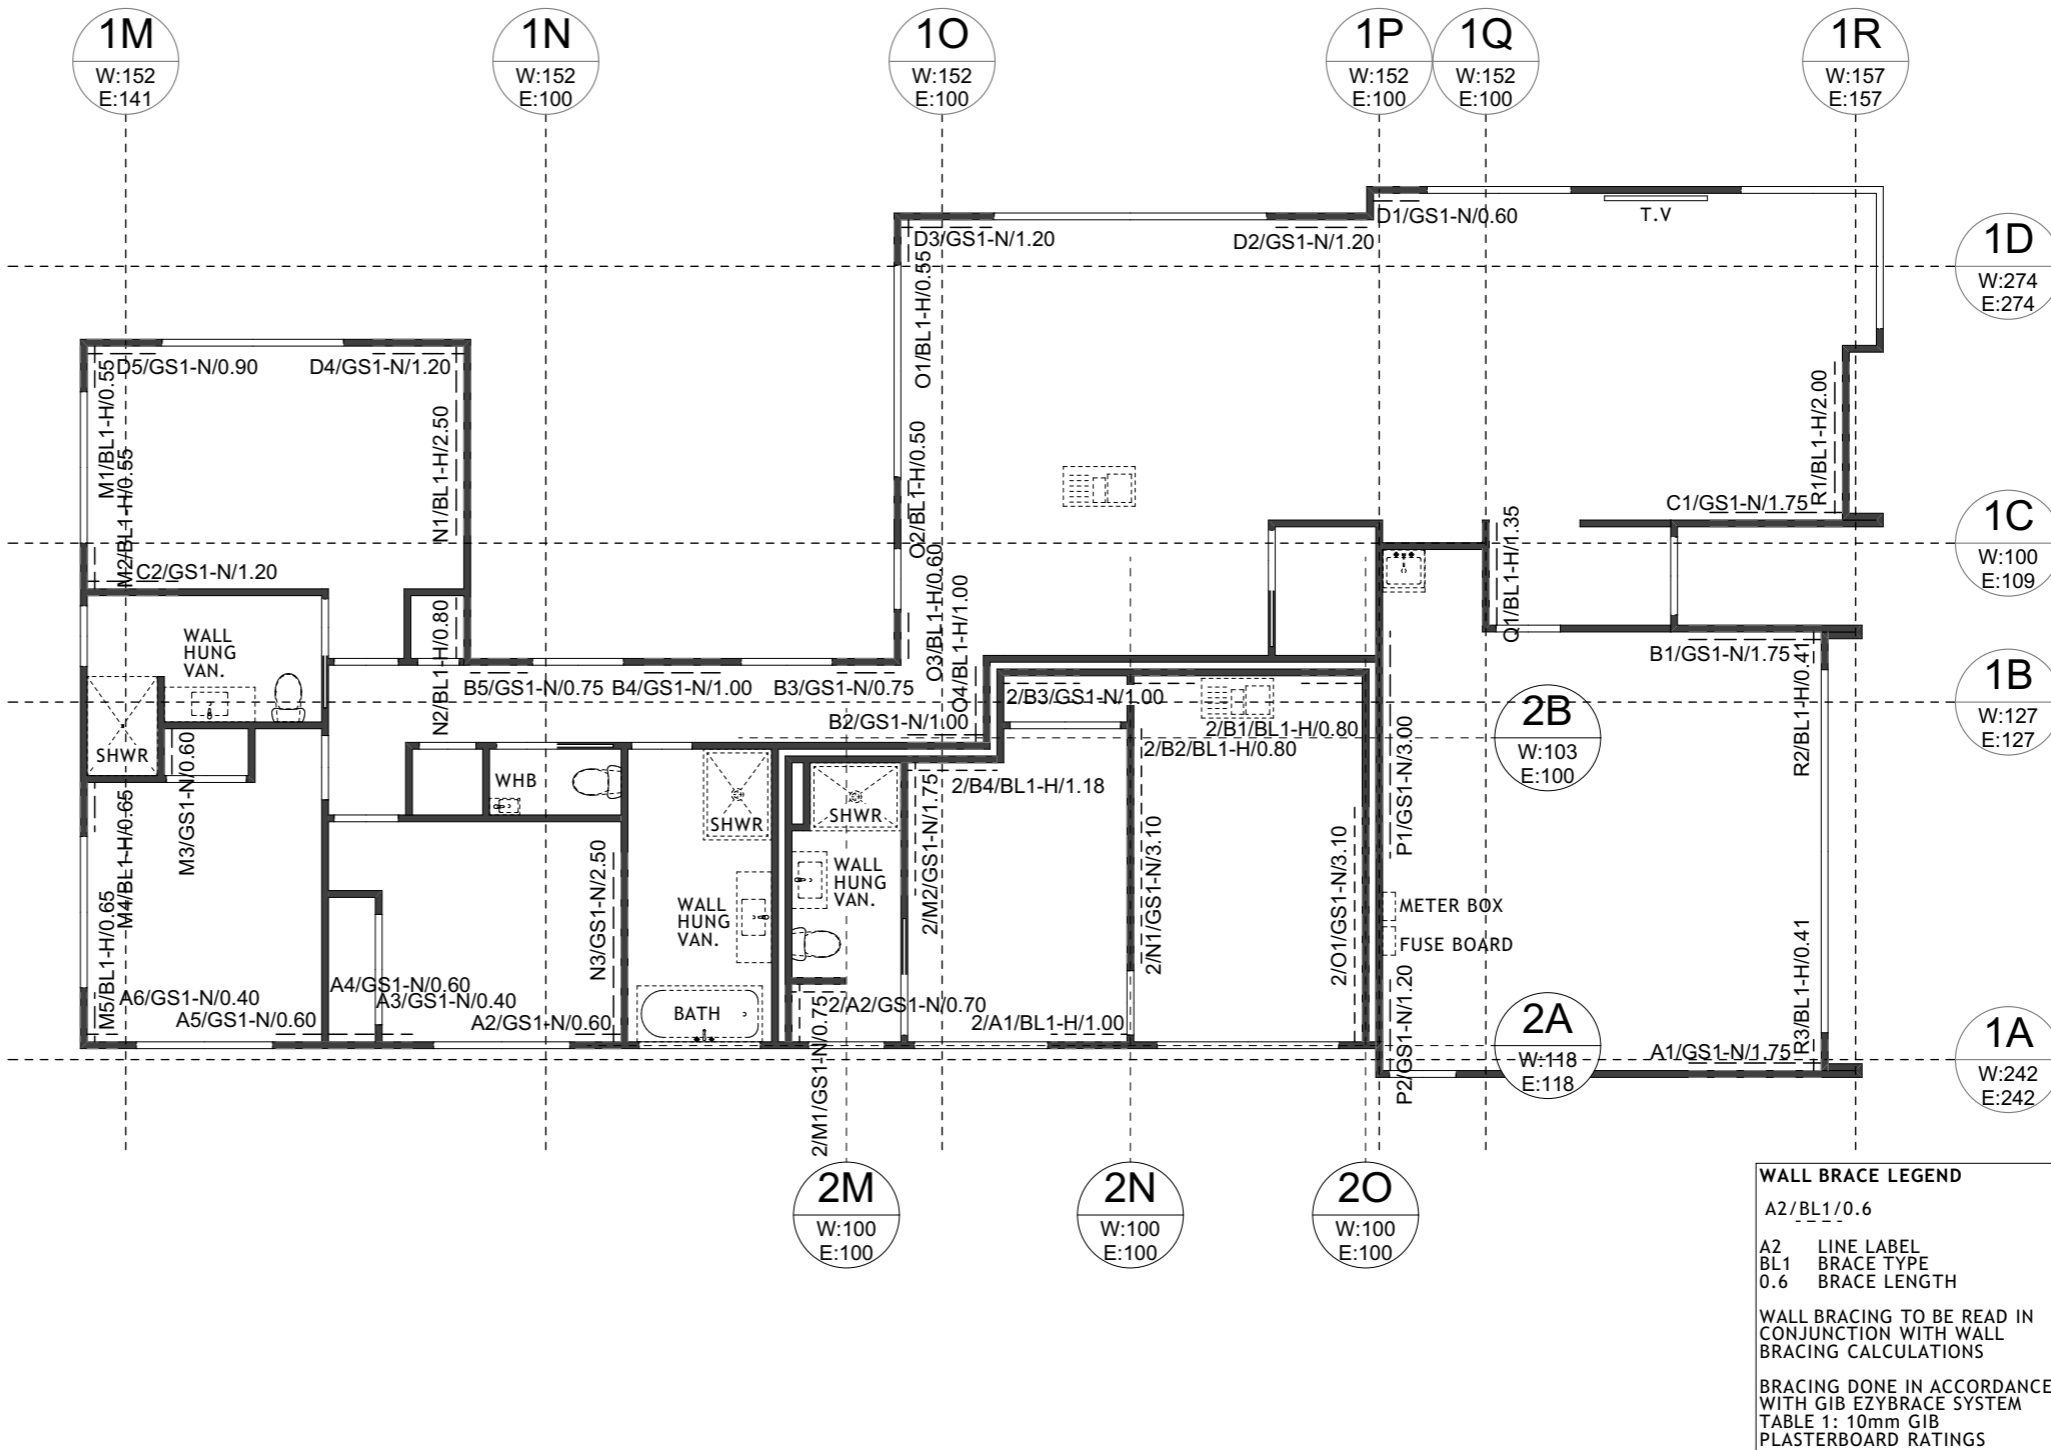 1M
W:152
E:141
1N
W:152
E:100
1O
W:152
E:100
1P
W:152
E:100
1Q
W:152
E:100
1R
W:157
E:157
D1/GS1-N/0.60
T.V
D3/GS1-N/1.20
D2/GS1-N/1.20
1D
W:274
E:274
O1/BL1-H/0.55
D5/GS1-N/0.90
D4/GS1-N/1.20
M1/BL1-H/0.55
M2/BL1-H/0.55
N1/BL1-H/2.50
O2/BL1-H/0.50
R1/BL1-H/2.00
C1/GS1-N/1.75
Q1/BL1-H/1.35
1C
W:100
E:109
C2/GS1-N/1.20
O3/BL1-H/0.60
O4/BL1-H/1.00
N2/BL1-H/0.80
WALL
HUNG
VAN.
SHWR
B5/GS1-N/0.75
B4/GS1-N/1.00
B3/GS1-N/0.75
B2/GS1-N/1.00
2/B3/GS1-N/1.00
2/B1/BL1-H/0.80
2/B2/BL1-H/0.80
2/B4/BL1-H/1.18
B1/GS1-N/1.75
R2/BL1-H/0.41
1B
W:127
E:127
2B
W:103
E:100
P1/GS1-N/3.00
M3/GS1-N/0.60
M4/BL1-H/0.65
M5/BL1-H/0.65
WHB
SHWR
SHWR
N3/GS1-N/2.50
WALL
HUNG
VAN.
WALL
HUNG
VAN.
2/M2/GS1-N/1.75
2/N1/GS1-N/3.10
2/O1/GS1-N/3.10
METER BOX
FUSE BOARD
P2/GS1-N/1.20
R3/BL1-H/0.41
A6/GS1-N/0.40
A5/GS1-N/0.60
A4/GS1-N/0.60
A3/GS1-N/0.40
A2/GS1-N/0.60
BATH
2/M1/GS1-N/0.75
2/A2/GS1-N/0.70
2/A1/BL1-H/1.00
2A
W:118
E:118
A1/GS1-N/1.75
1A
W:242
E:242
2M
W:100
E:100
2N
W:100
E:100
2O
W:100
E:100
WALL BRACE LEGEND
A2/BL1/0.6
A2 LINE LABEL
BL1 BRACE TYPE
0.6 BRACE LENGTH
WALL BRACING TO BE READ IN
CONJUNCTION WITH WALL
BRACING CALCULATIONS
BRACING DONE IN ACCORDANCE
WITH GIB EZYBRACE SYSTEM
TABLE 1: 10mm GIB
PLASTERBOARD RATINGS